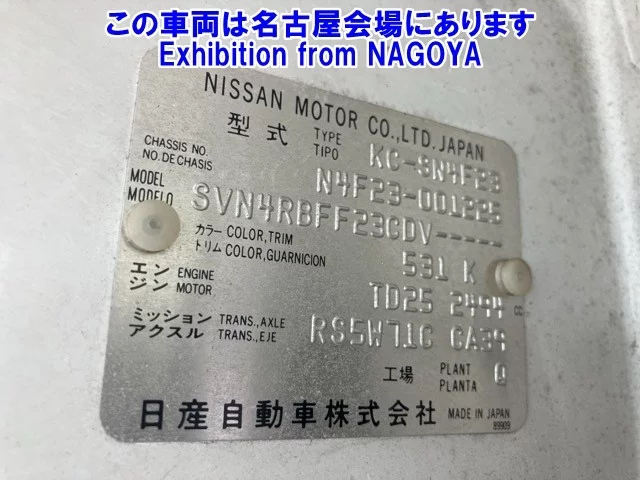 この車両は名古屋会場にあります
Exhibition from NAGOYA
NISSAN MOTOR CO.,LTD.JAPAN
型式 TYPE TIPO KC-SN4F23
CHASSIS NO. NO.DECHASIS N4F23-001225
MODEL MODELO SVN4RBFF23CDV-----
カラー COLOR,TRIM
トリム COLOR,GUARNICION 531 K
エンジン ENGINE MOTOR TD25 2494 CC
ミッション TRANS.,AXLE
アクスル TRANS.,EJE RS5W71C CA39
工場 PLANT PLANTA Q
日産自動車株式会社 MADE IN JAPAN
89909